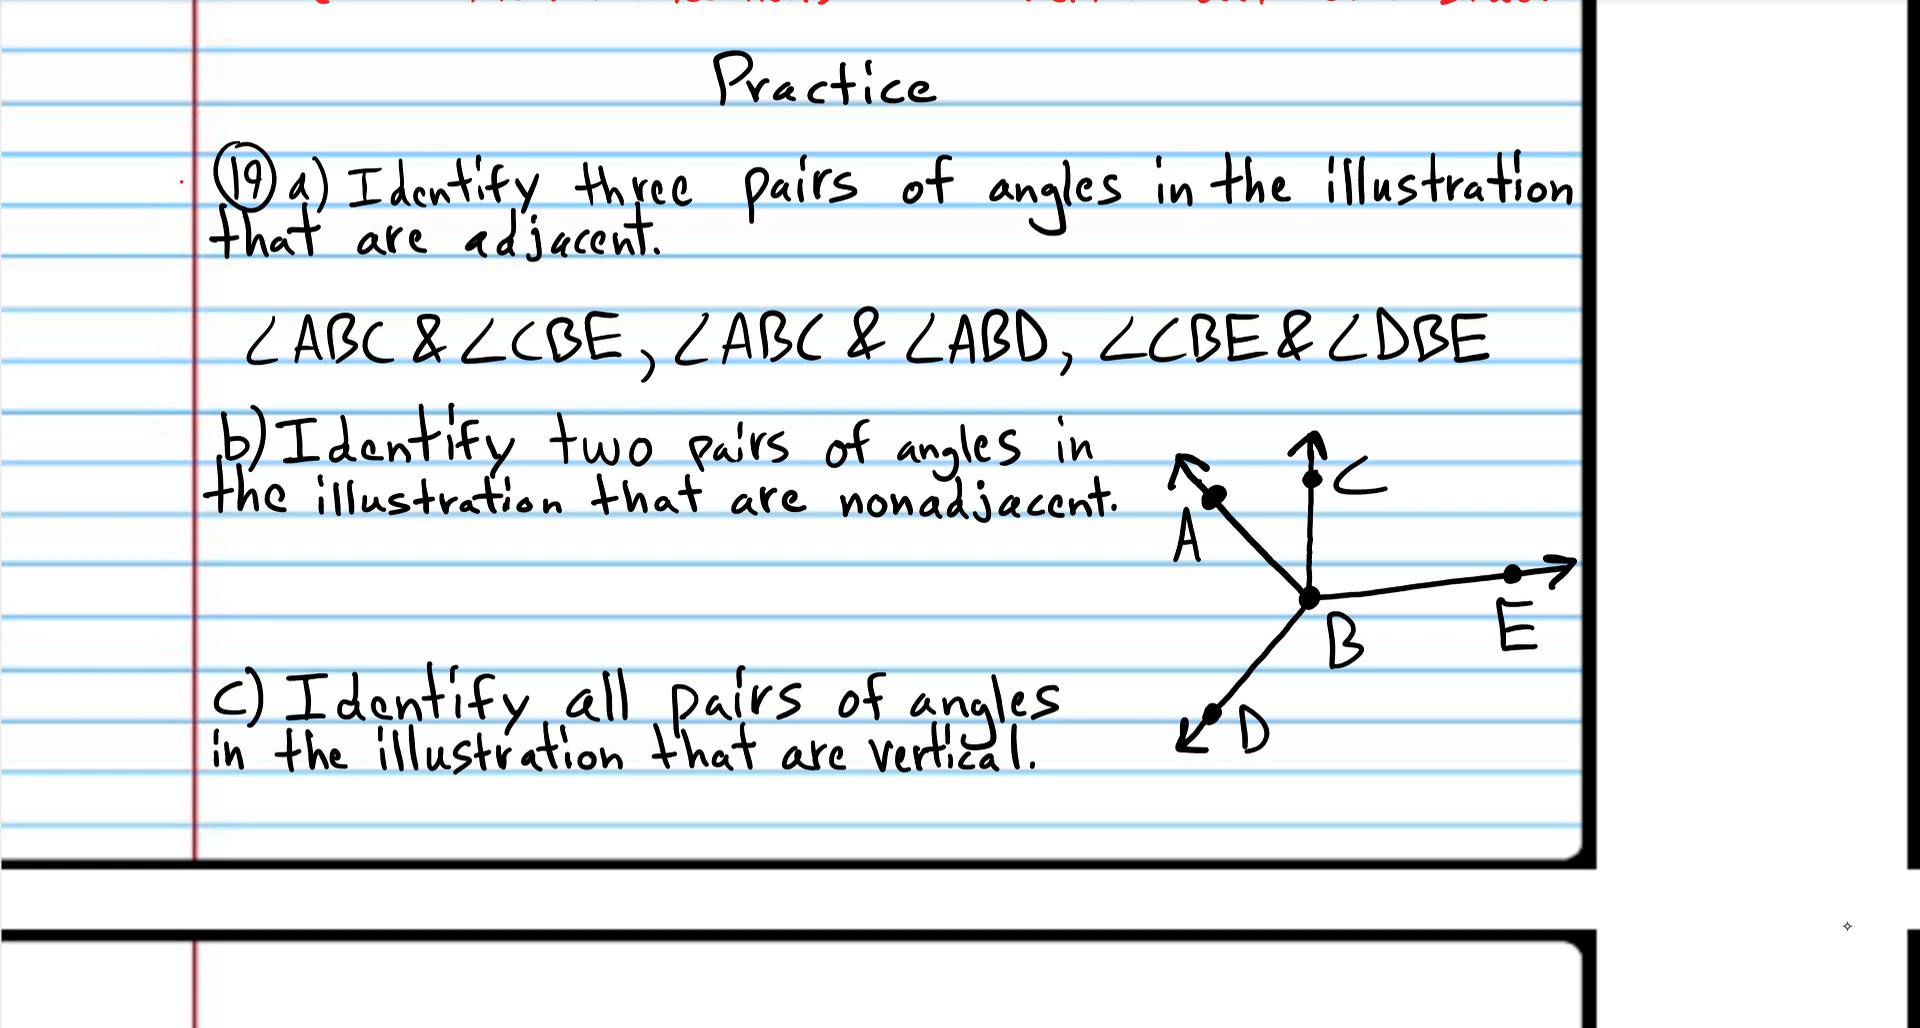 Practice
19 a) Identify three pairs of angles in the illustration
that are adjacent.
∠ABC & ∠CBE, ∠ABC & ∠ABD, ∠CBE & ∠DBE
b) Identify two pairs of angles in
the illustration that are nonadjacent.
C
A
E
B
c) Identify all pairs of angles
in the illustration that are vertical.
D